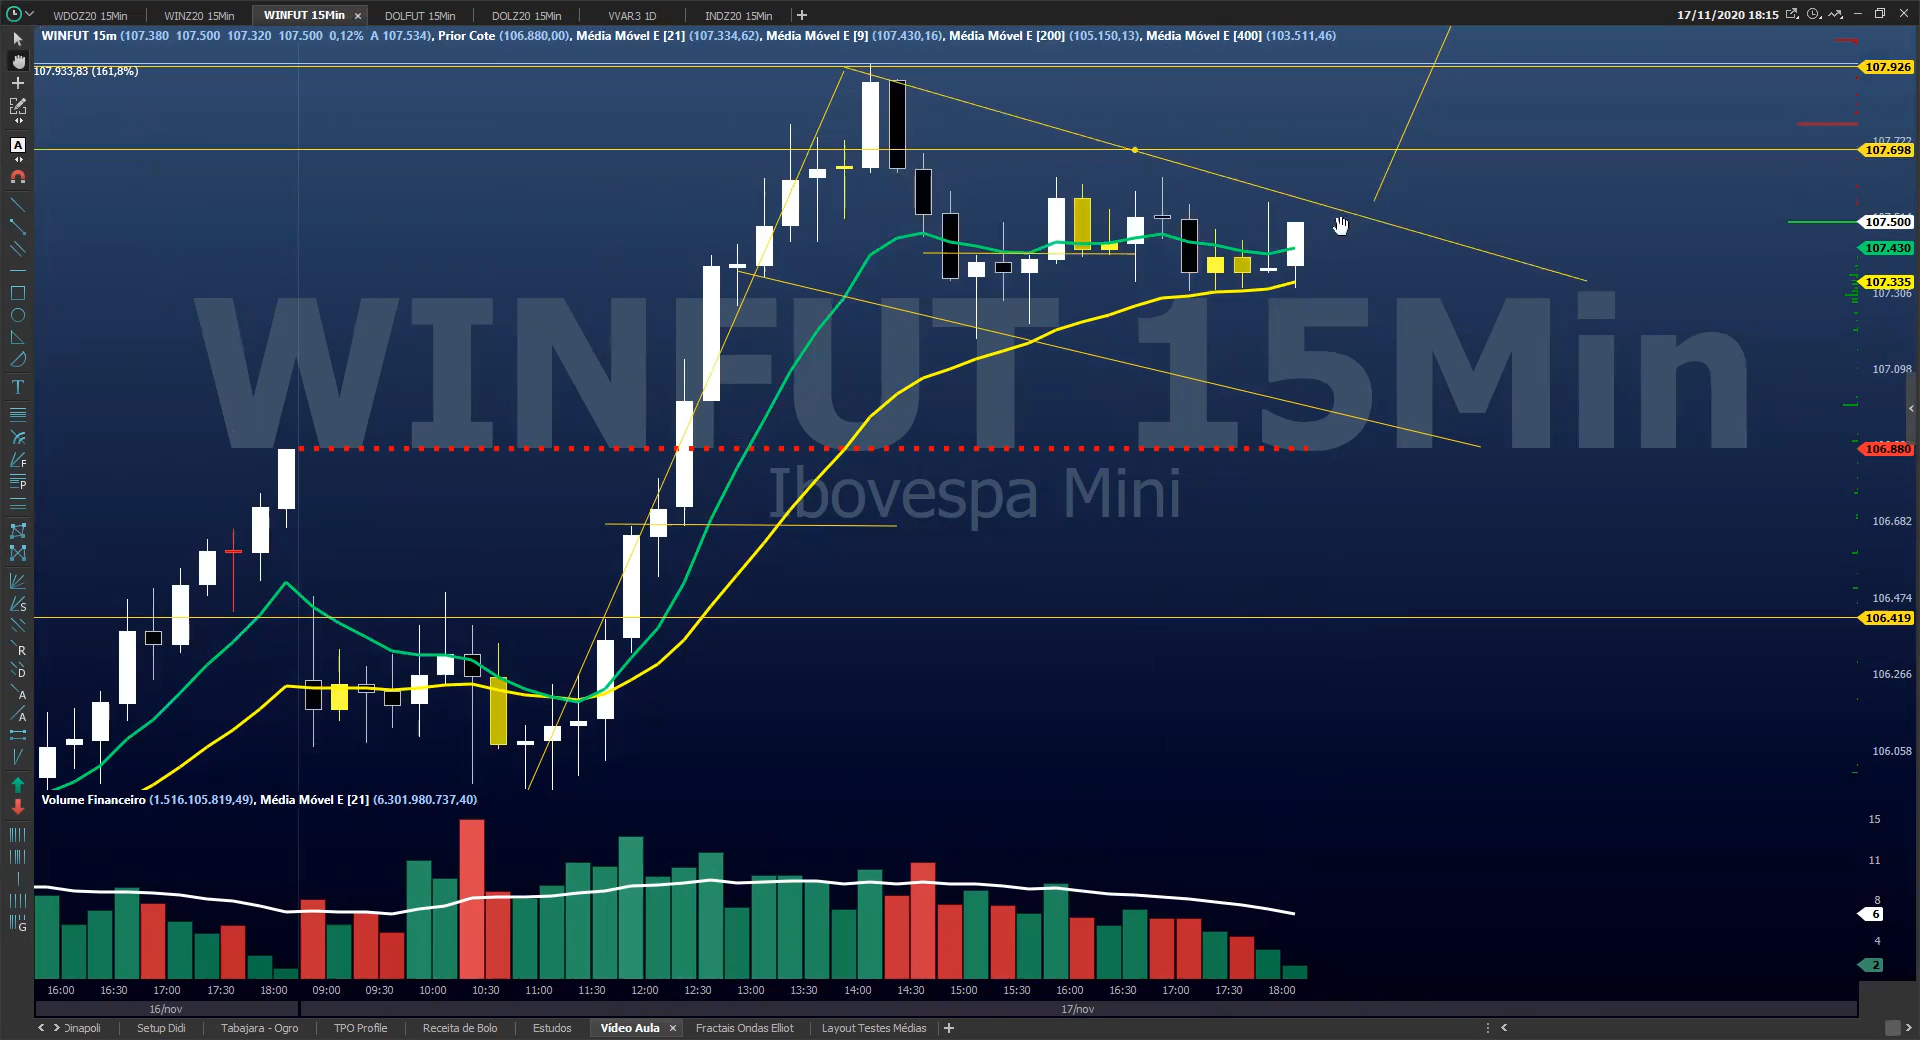 WDOZ20 15Min WINZ20 15Min WINFUT 15Min × DOLFUT 15Min DOLZ20 15Min VVAR3 1D INDZ20 15Min + 17/11/2020 18:15
WINFUT 15m (107.380 107.500 107.320 107.500 0,12% A 107.534), Prior Cote (106.880,00), Média Móvel E [21] (107.334,62), Média Móvel E [9] (107.430,16), Média Móvel E [200] (105.150,13), Média Móvel E [400] (103.511,46)
107.933,83 (161,8%)
107.926
107.698
107.500
107.430
107.335
107.306
WINFUT 15Min
107.098
106.880
Ibovespa Mini
106.682
106.474
106.419
106.266
106.058
Volume Financeiro (1.516.105.819,49), Média Móvel E [21] (6.301.980.737,40)
15
11
8
6
4
2
16:00 16:30 17:00 17:30 18:00 09:00 09:30 10:00 10:30 11:00 11:30 12:00 12:30 13:00 13:30 14:00 14:30 15:00 15:30 16:00 16:30 17:00 17:30 18:00
16/nov 17/nov
Dinapoli Setup Didi Tabajara - Ogro TPO Profile Receita de Bolo Estudos Vídeo Aula × Fractais Ondas Elliot Layout Testes Médias +